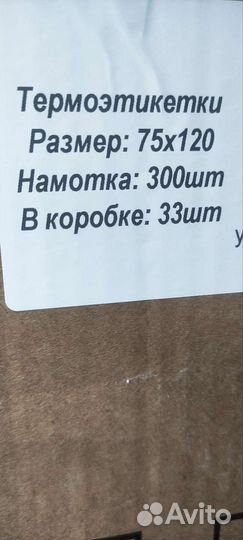 Термоэтикетки
Размер: 75х120
Намотка: 300шт
В коробке: 33шт
у
Avito